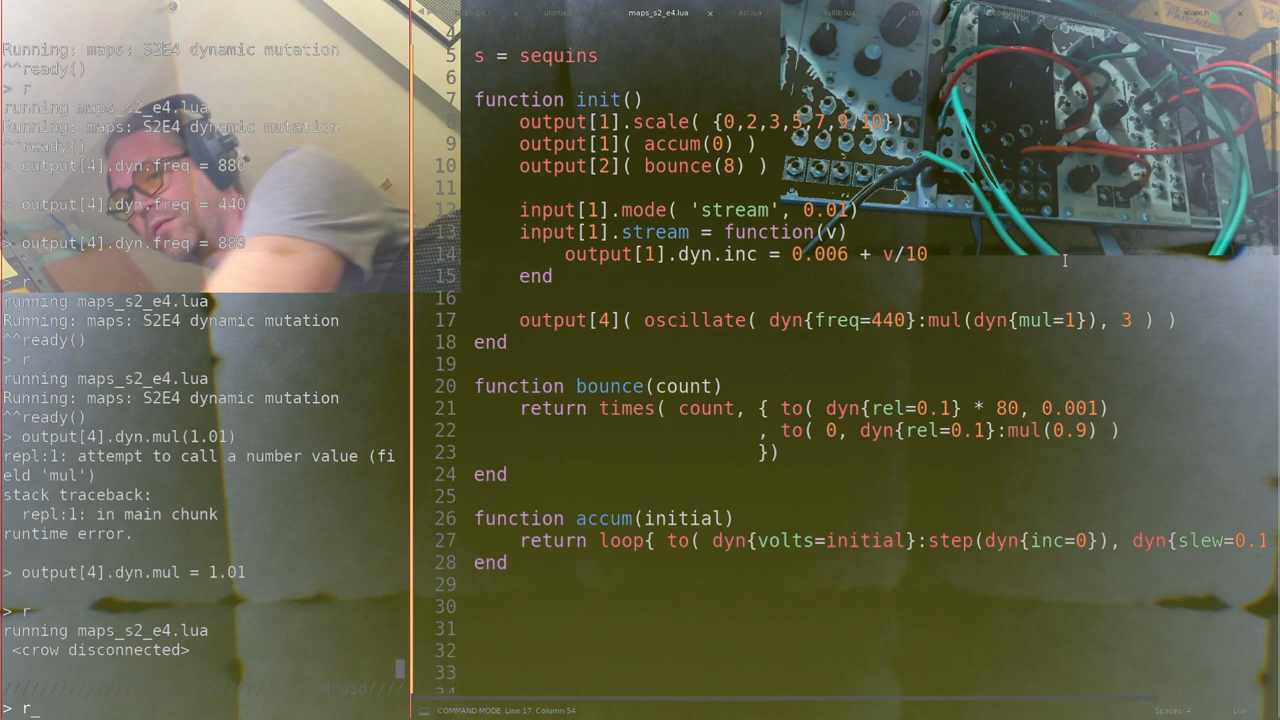 Running: maps: S2E4 dynamic mutation
^^ready()
> r
running maps_s2_e4.lua
Running: maps: S2E4 dynamic mutation
^^ready()
> output[4].dyn.freq = 880
> output[4].dyn.freq = 440
> output[4].dyn.freq = 880
> r
running maps_s2_e4.lua
Running: maps: S2E4 dynamic mutation
^^ready()
> r
running maps_s2_e4.lua
Running: maps: S2E4 dynamic mutation
^^ready()
> output[4].dyn.mul(1.01)
repl:1: attempt to call a number value (fi
eld 'mul')
stack traceback:
repl:1: in main chunk
runtime error.
> output[4].dyn.mul = 1.01
> r
running maps_s2_e4.lua
<crow disconnected>
> r_
maps_s2_e4.lua ×
4
5 s = sequins
6
7 function init()
8 output[1].scale( {0,2,3,5,7,9,10})
9 output[1]( accum(0) )
10 output[2]( bounce(8) )
11
12 input[1].mode( 'stream', 0.01)
13 input[1].stream = function(v)
14 output[1].dyn.inc = 0.006 + v/10
15 end
16
17 output[4]( oscillate( dyn{freq=440}:mul(dyn{mul=1}), 3 ) )
18 end
19
20 function bounce(count)
21 return times( count, { to( dyn{rel=0.1} * 80, 0.001)
22 , to( 0, dyn{rel=0.1}:mul(0.9) )
23 })
24 end
25
26 function accum(initial)
27 return loop{ to( dyn{volts=initial}:step(dyn{inc=0}), dyn{slew=0.1
28 end
29
30
31
32
33
34
COMMAND MODE, Line 17, Column 54
Spaces: 4
Lua